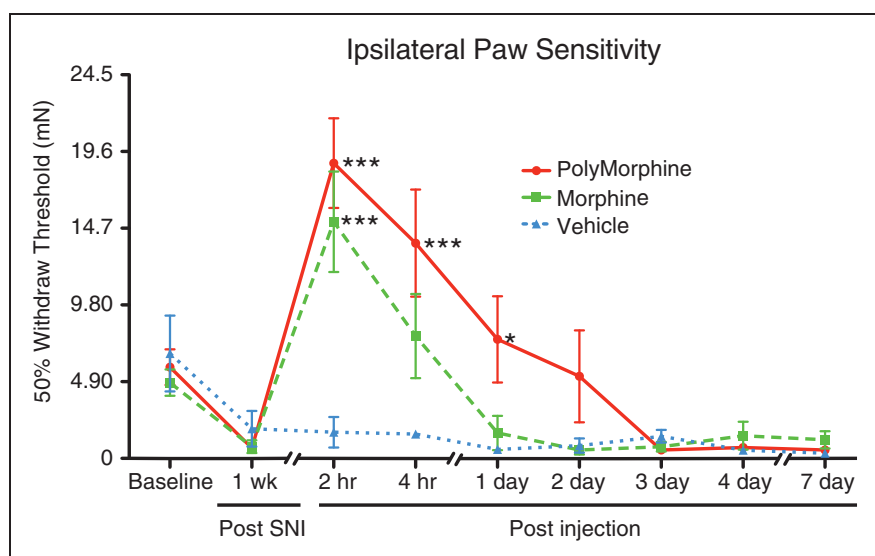 Ipsilateral Paw Sensitivity
50% Withdraw Threshold (mN)
24.5
19.6
14.7
9.80
4.90
0
***
***
***
*
PolyMorphine
Morphine
Vehicle
Baseline 1 wk 2 hr 4 hr 1 day 2 day 3 day 4 day 7 day
Post SNI Post injection